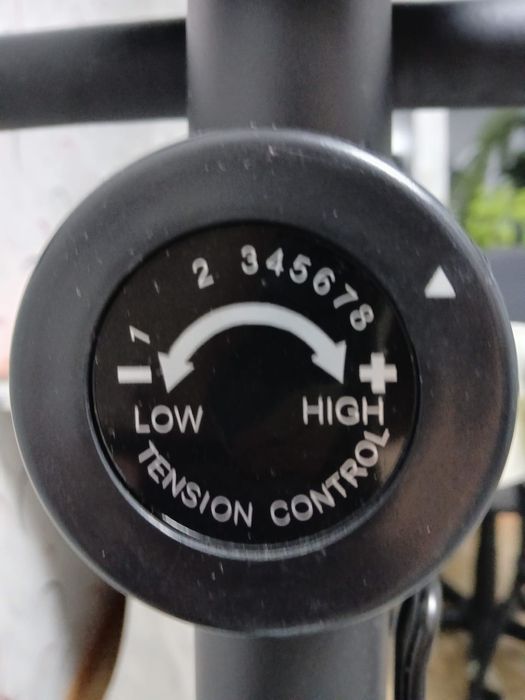 1 2 345678
- +
LOW HIGH
TENSION CONTROL